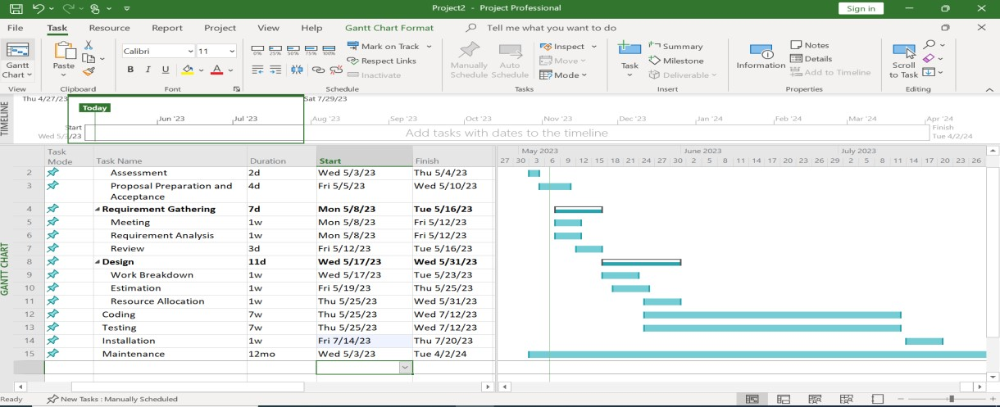 Project2 - Project Professional
Sign in
File Task Resource Report Project View Help Gantt Chart Format Tell me what you want to do
Gantt Chart
View
Paste
Clipboard
Calibri 11
B I U A
Font
0% 25% 50% 75% 100%
Mark on Track
Respect Links
Inactivate
Schedule
Manually Schedule
Auto Schedule
Inspect
Move
Mode
Tasks
Task
Summary
Milestone
Deliverable
Insert
Information
Notes
Details
Add to Timeline
Properties
Scroll to Task
Editing
TIMELINE
Thu 4/27/23 Sat 7/29/23
Today
Jun '23 Jul '23 Aug '23 Sep '23 Oct '23 Nov '23 Dec '23 Jan '24 Feb '24 Mar '24 Apr '24
Start
Wed 5/3/23
Add tasks with dates to the timeline
Finish
Tue 4/2/24
GANTT CHART
Task Mode Task Name Duration Start Finish
May 2023 June 2023 July 2023
27 30 3 6 9 12 15 18 21 24 27 30 2 5 8 11 14 17 20 23 26 29 2 5 8 11 14 17 20 23 26
2 Assessment 2d Wed 5/3/23 Thu 5/4/23
3 Proposal Preparation and Acceptance 4d Fri 5/5/23 Wed 5/10/23
4 Requirement Gathering 7d Mon 5/8/23 Tue 5/16/23
5 Meeting 1w Mon 5/8/23 Fri 5/12/23
6 Requirement Analysis 1w Mon 5/8/23 Fri 5/12/23
7 Review 3d Fri 5/12/23 Tue 5/16/23
8 Design 11d Wed 5/17/23 Wed 5/31/23
9 Work Breakdown 1w Wed 5/17/23 Tue 5/23/23
10 Estimation 1w Fri 5/19/23 Thu 5/25/23
11 Resource Allocation 1w Thu 5/25/23 Wed 5/31/23
12 Coding 7w Thu 5/25/23 Wed 7/12/23
13 Testing 7w Thu 5/25/23 Wed 7/12/23
14 Installation 1w Fri 7/14/23 Thu 7/20/23
15 Maintenance 12mo Wed 5/3/23 Tue 4/2/24
Ready New Tasks : Manually Scheduled